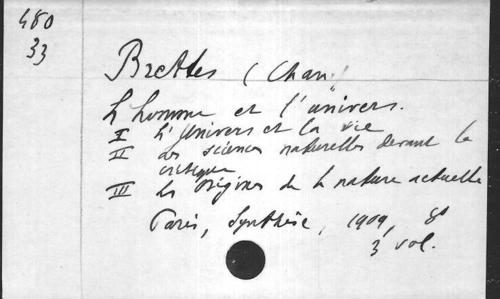 480
33
Brettes (Chan.
L'homme et l'univers.
I L'Univers et la vie
II Les sciences naturelles devant la
critique
III Les origines de la nature actuelle
Paris, Synthèse, 1909, 8°
3 vol.